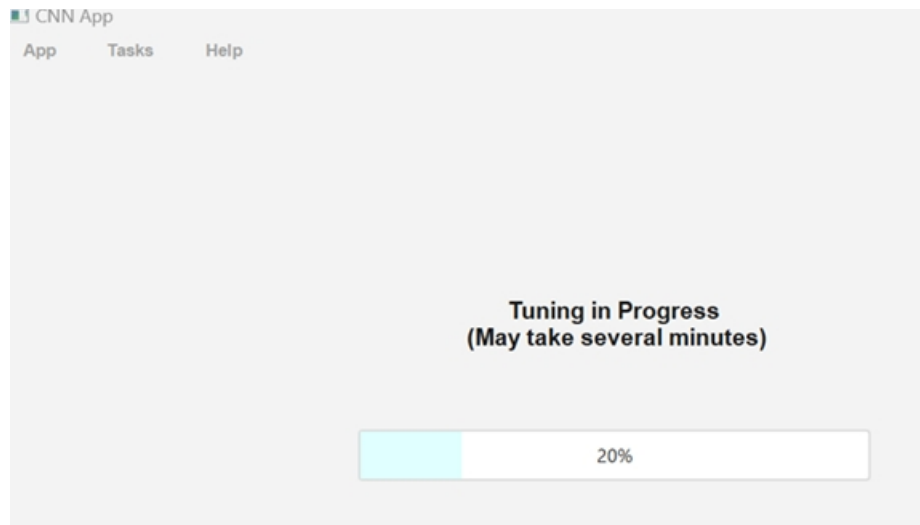 CNN App
App Tasks Help
Tuning in Progress
(May take several minutes)
20%